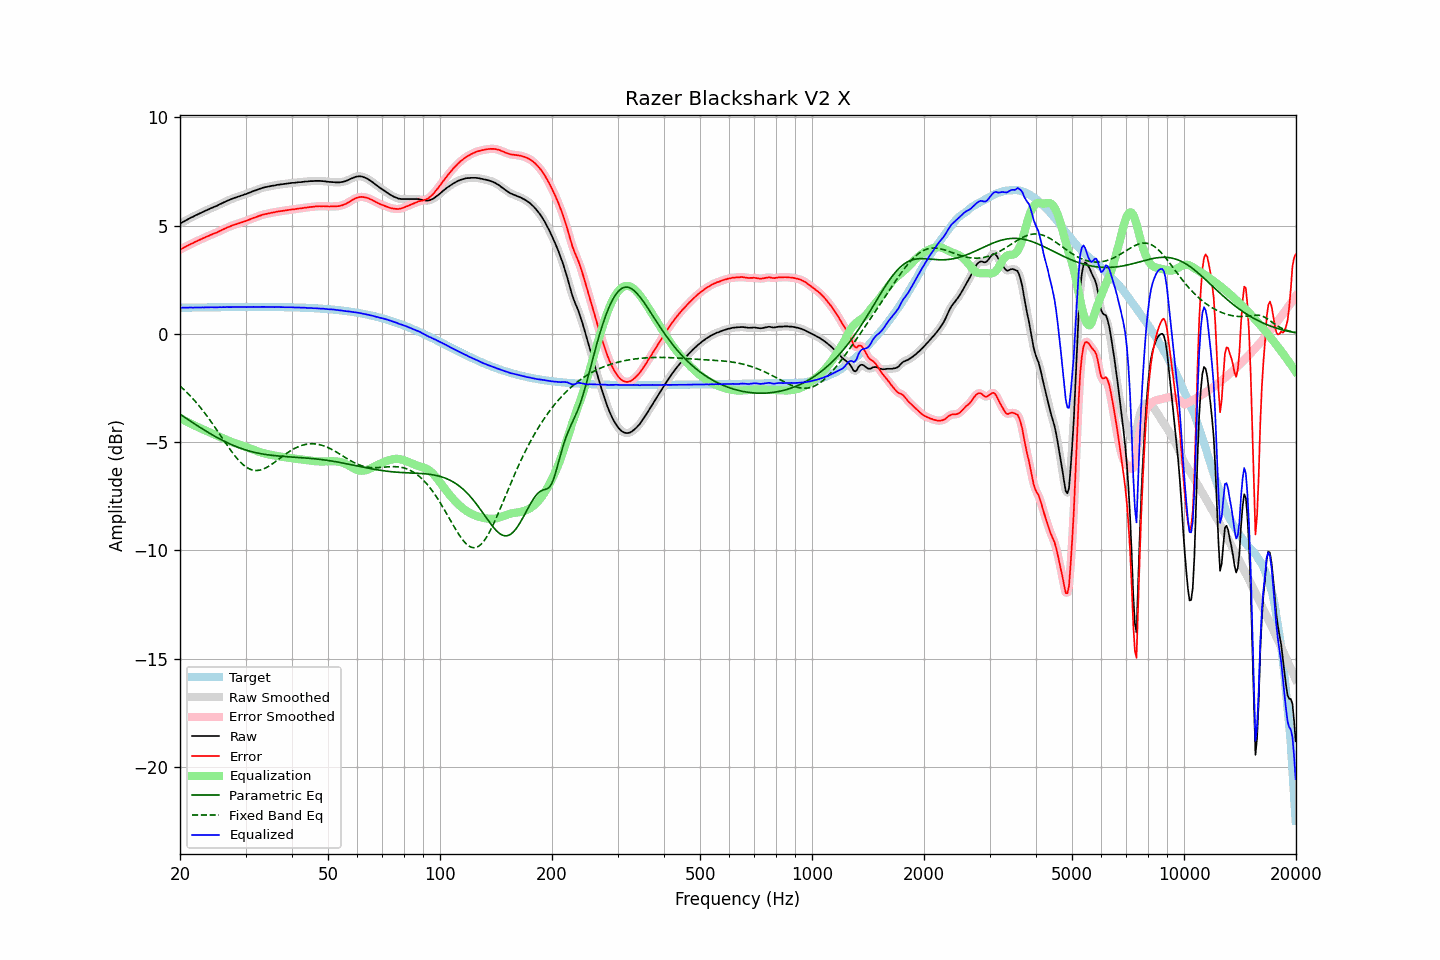 Razer Blackshark V2 X
10
5
0
−5
−10
−15
−20
Amplitude (dBr)
Target
Raw Smoothed
Error Smoothed
Raw
Error
Equalization
Parametric Eq
Fixed Band Eq
Equalized
20 50 100 200 500 1000 2000 5000 10000 20000
Frequency (Hz)